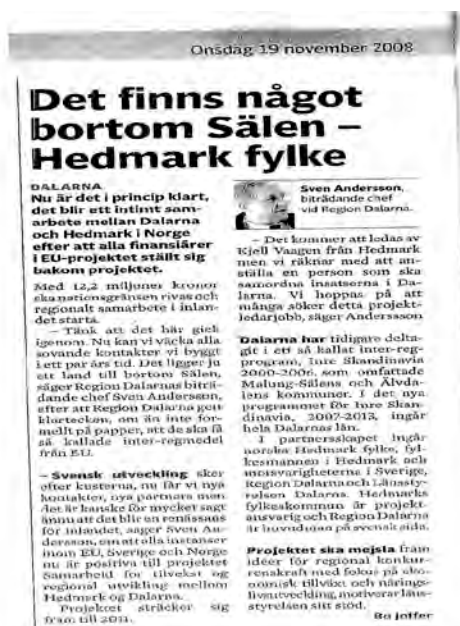 Onsdag 19 november 2008
Det finns något
bortom Sälen –
Hedmark fylke
DALARNA
Nu är det i princip klart,
det blir ett intimt sam-
arbete mellan Dalarna
och Hedmark i Norge
efter att alla finansiärer
i EU-projektet ställt sig
bakom projektet.
Med 12,2 miljoner kronor
ska nationsgränsen rivas och
regionalt samarbete i inlan-
det starta.
– Tänk att det här gick
igenom. Nu kan vi väcka alla
sovande kontakter vi byggt
i ett par års tid. Det ligger ju
ett land till bortom Sälen,
säger Region Dalarnas biträ-
dande chef Sven Andersson,
efter att Region Dalarna gett
klartecken, om än inte for-
mellt på papper, att de ska få
så kallade inter-regmedel
från EU.
– Svensk utveckling sker
efter kusterna, nu får vi nya
kontakter, nya partners men
det är kanske för mycket sagt
ännu att det blir en renässans
för inlandet, säger Sven An-
dersson, om att alla instanser
inom EU, Sverige och Norge
nu är positiva till projektet
Samarbeid for tilvekst og
regional utvikling mellom
Hedmark og Dalarna.
Projektet sträcker sig
fram till 2011.
Sven Andersson,
biträdande chef
vid Region Dalarna.
– Det kommer att ledas av
Kjell Vaagen från Hedmark
men vi räknar med att an-
ställa en person som ska
samordna insatserna i Da-
larna. Vi hoppas på att
många söker detta projekt-
ledarjobb, säger Andersson
Dalarna har tidigare delta-
git i ett så kallat inter-reg-
program, Inre Skandinavia
2000-2006, som omfattade
Malung-Sälens och Älvda-
lens kommuner. I det nya
programmet för Inre Skan-
dinavia, 2007-2013, ingår
hela Dalarnas län.
I partnerskapet ingår
norska Hedmark fylke, fyl-
kesmannen i Hedmark och
motsvarigheterna i Sverige,
Region Dalarna och Länssty-
relsen Dalarna. Hedmarks
fylkeskommun är projekt-
ansvarig och Region Dalarna
är huvudman på svensk sida.
Projektet ska mejsla fram
idéer för regional konkur-
renskraft med fokus på eko-
nomisk tillväxt och närings-
livsutveckling, motiverar läns-
styrelsen sitt stöd.
Bo Joffer